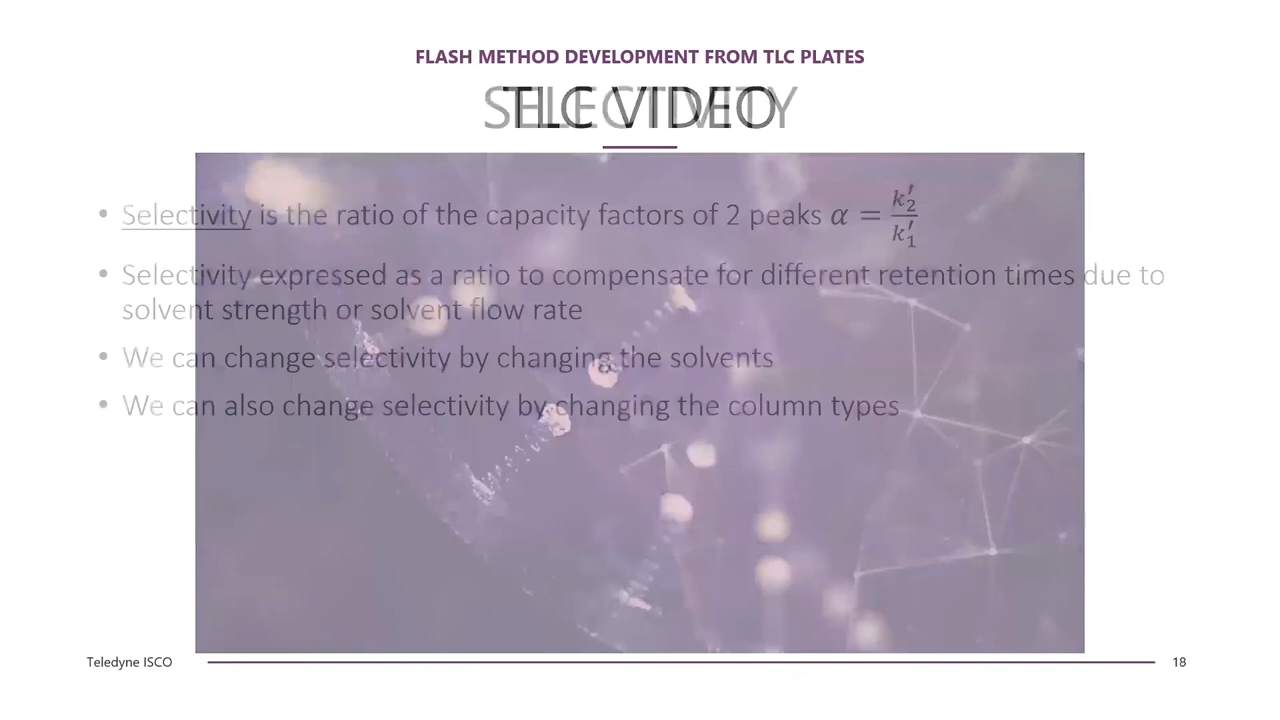 FLASH METHOD DEVELOPMENT FROM TLC PLATES
SELECTIVITY
TLC VIDEO
• Selectivity is the ratio of the capacity factors of 2 peaks α = k′₂/k′₁
• Selectivity expressed as a ratio to compensate for different retention times due to
solvent strength or solvent flow rate
• We can change selectivity by changing the solvents
• We can also change selectivity by changing the column types
Teledyne ISCO
18